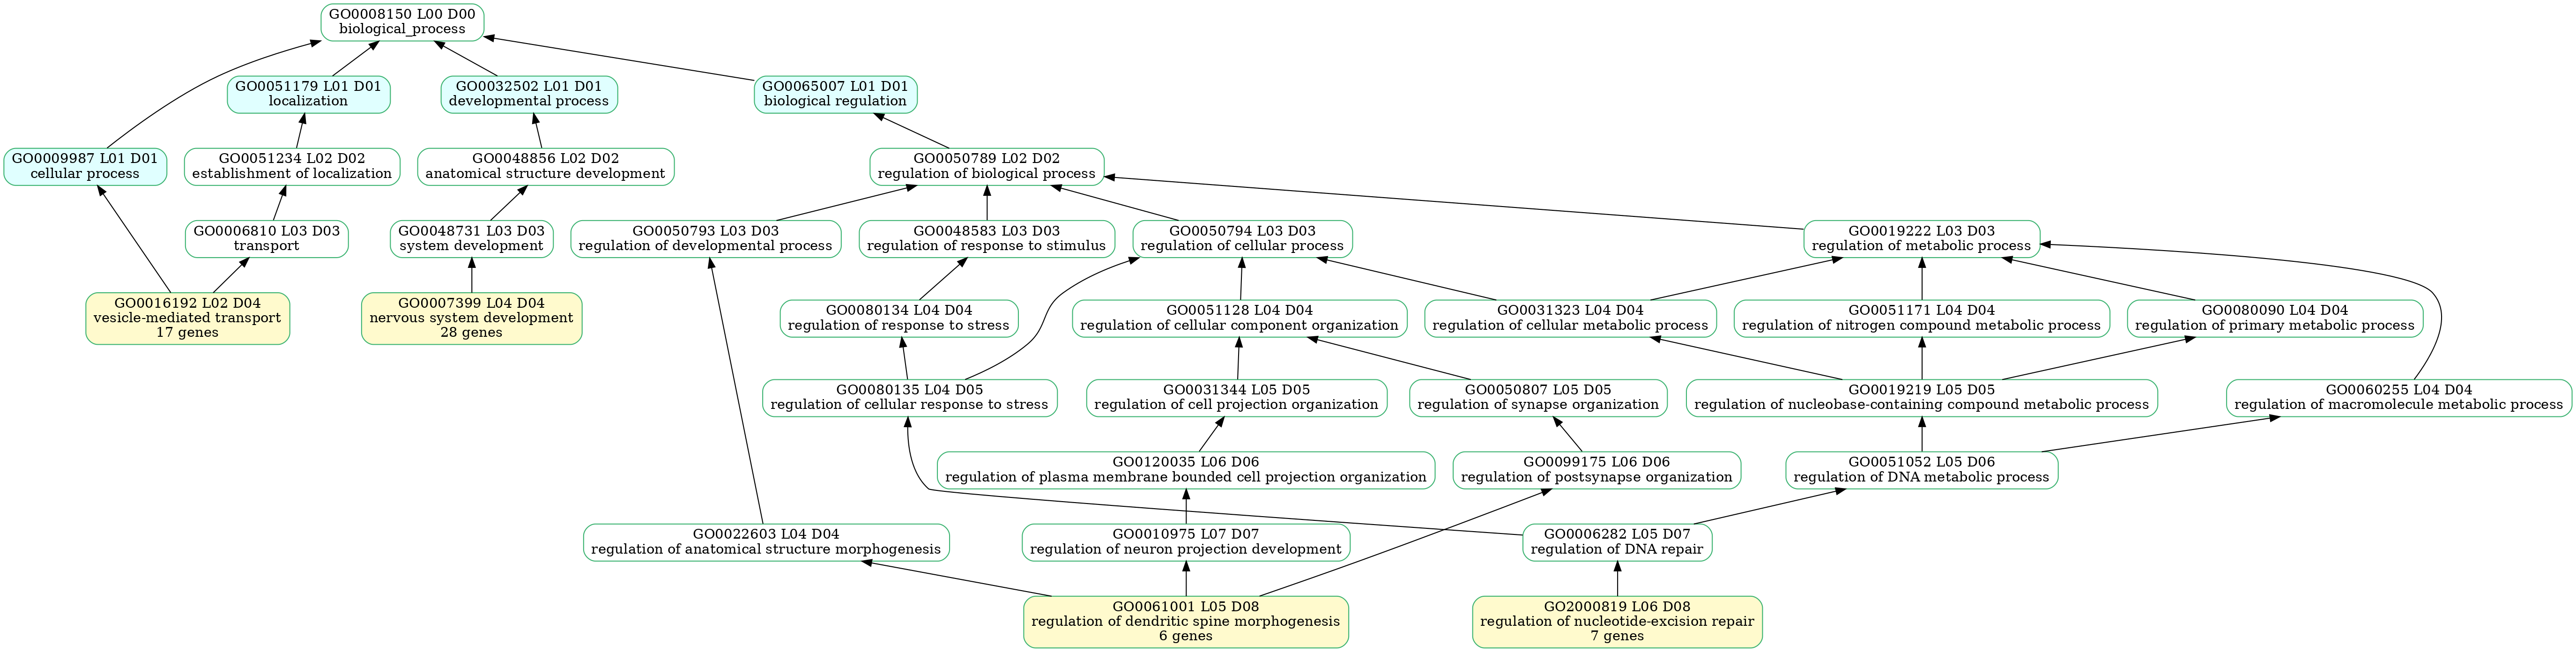 GO0008150 L00 D00
biological_process
GO0051179 L01 D01
localization
GO0032502 L01 D01
developmental process
GO0065007 L01 D01
biological regulation
GO0009987 L01 D01
cellular process
GO0051234 L02 D02
establishment of localization
GO0048856 L02 D02
anatomical structure development
GO0050789 L02 D02
regulation of biological process
GO0006810 L03 D03
transport
GO0048731 L03 D03
system development
GO0050793 L03 D03
regulation of developmental process
GO0048583 L03 D03
regulation of response to stimulus
GO0050794 L03 D03
regulation of cellular process
GO0019222 L03 D03
regulation of metabolic process
GO0016192 L02 D04
vesicle-mediated transport
17 genes
GO0007399 L04 D04
nervous system development
28 genes
GO0080134 L04 D04
regulation of response to stress
GO0051128 L04 D04
regulation of cellular component organization
GO0031323 L04 D04
regulation of cellular metabolic process
GO0051171 L04 D04
regulation of nitrogen compound metabolic process
GO0080090 L04 D04
regulation of primary metabolic process
GO0080135 L04 D05
regulation of cellular response to stress
GO0031344 L05 D05
regulation of cell projection organization
GO0050807 L05 D05
regulation of synapse organization
GO0019219 L05 D05
regulation of nucleobase-containing compound metabolic process
GO0060255 L04 D04
regulation of macromolecule metabolic process
GO0120035 L06 D06
regulation of plasma membrane bounded cell projection organization
GO0099175 L06 D06
regulation of postsynapse organization
GO0051052 L05 D06
regulation of DNA metabolic process
GO0022603 L04 D04
regulation of anatomical structure morphogenesis
GO0010975 L07 D07
regulation of neuron projection development
GO0006282 L05 D07
regulation of DNA repair
GO0061001 L05 D08
regulation of dendritic spine morphogenesis
6 genes
GO2000819 L06 D08
regulation of nucleotide-excision repair
7 genes